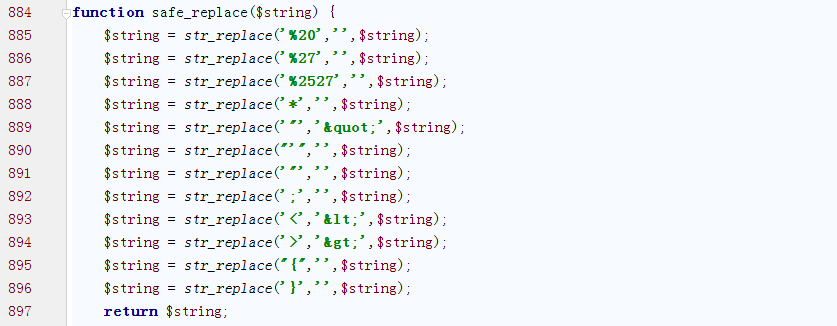 884 function safe_replace($string) {
885 $string = str_replace('%20','',$string);
886 $string = str_replace('%27','',$string);
887 $string = str_replace('%2527','',$string);
888 $string = str_replace('*','',$string);
889 $string = str_replace('"','&quot;',$string);
890 $string = str_replace("'",'',$string);
891 $string = str_replace('"','',$string);
892 $string = str_replace(';','',$string);
893 $string = str_replace('<','&lt;',$string);
894 $string = str_replace('>','&gt;',$string);
895 $string = str_replace("{",'',$string);
896 $string = str_replace('}','',$string);
897 return $string;